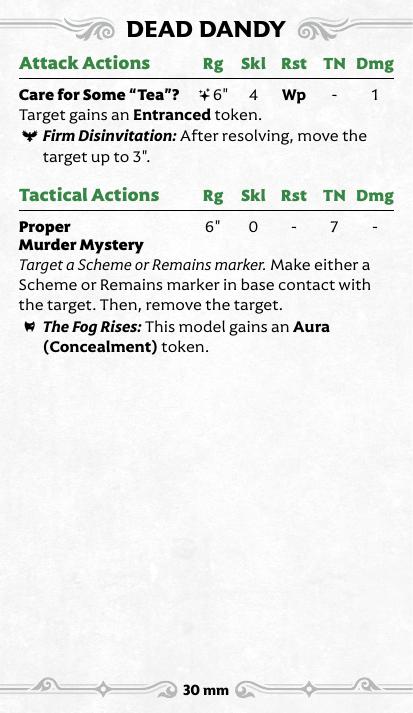 DEAD DANDY
Attack Actions Rg Skl Rst TN Dmg
Care for Some “Tea”? 6" 4 Wp - 1
Target gains an Entranced token.
Firm Disinvitation: After resolving, move the
target up to 3".
Tactical Actions Rg Skl Rst TN Dmg
Proper 6" 0 - 7 -
Murder Mystery
Target a Scheme or Remains marker. Make either a
Scheme or Remains marker in base contact with
the target. Then, remove the target.
The Fog Rises: This model gains an Aura
(Concealment) token.
30 mm